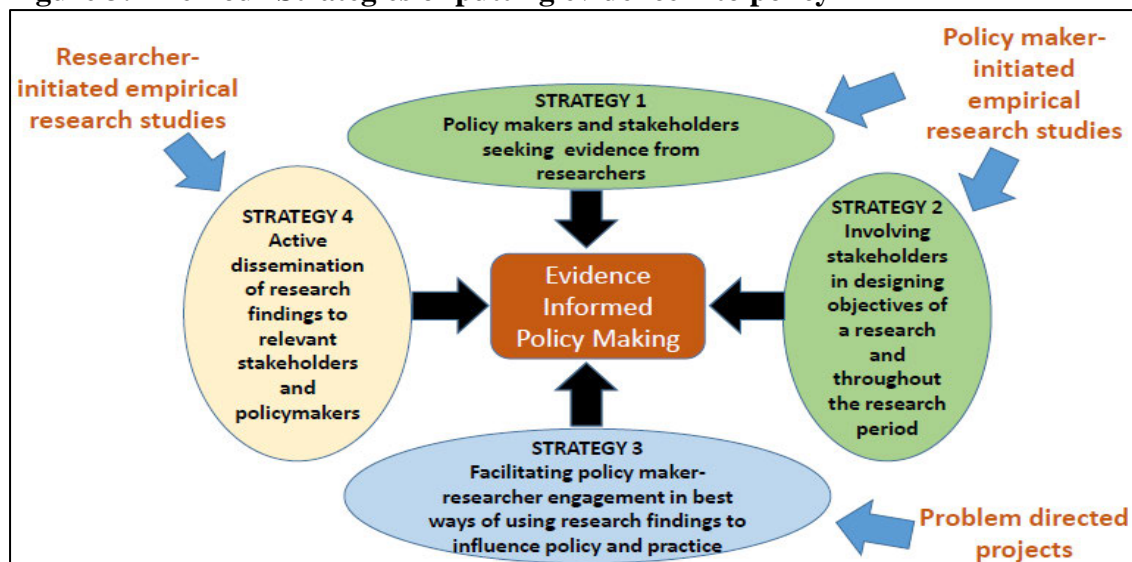 Researcher-
initiated empirical
research studies
Policy maker-
initiated
empirical
research studies
STRATEGY 1
Policy makers and stakeholders
seeking evidence from
researchers
STRATEGY 4
Active
dissemination
of research
findings to
relevant
stakeholders
and
policymakers
Evidence
Informed
Policy Making
STRATEGY 2
Involving
stakeholders
in designing
objectives of
a research
and
throughout
the research
period
STRATEGY 3
Facilitating policy maker-
researcher engagement in best
ways of using research findings to
influence policy and practice
Problem directed
projects